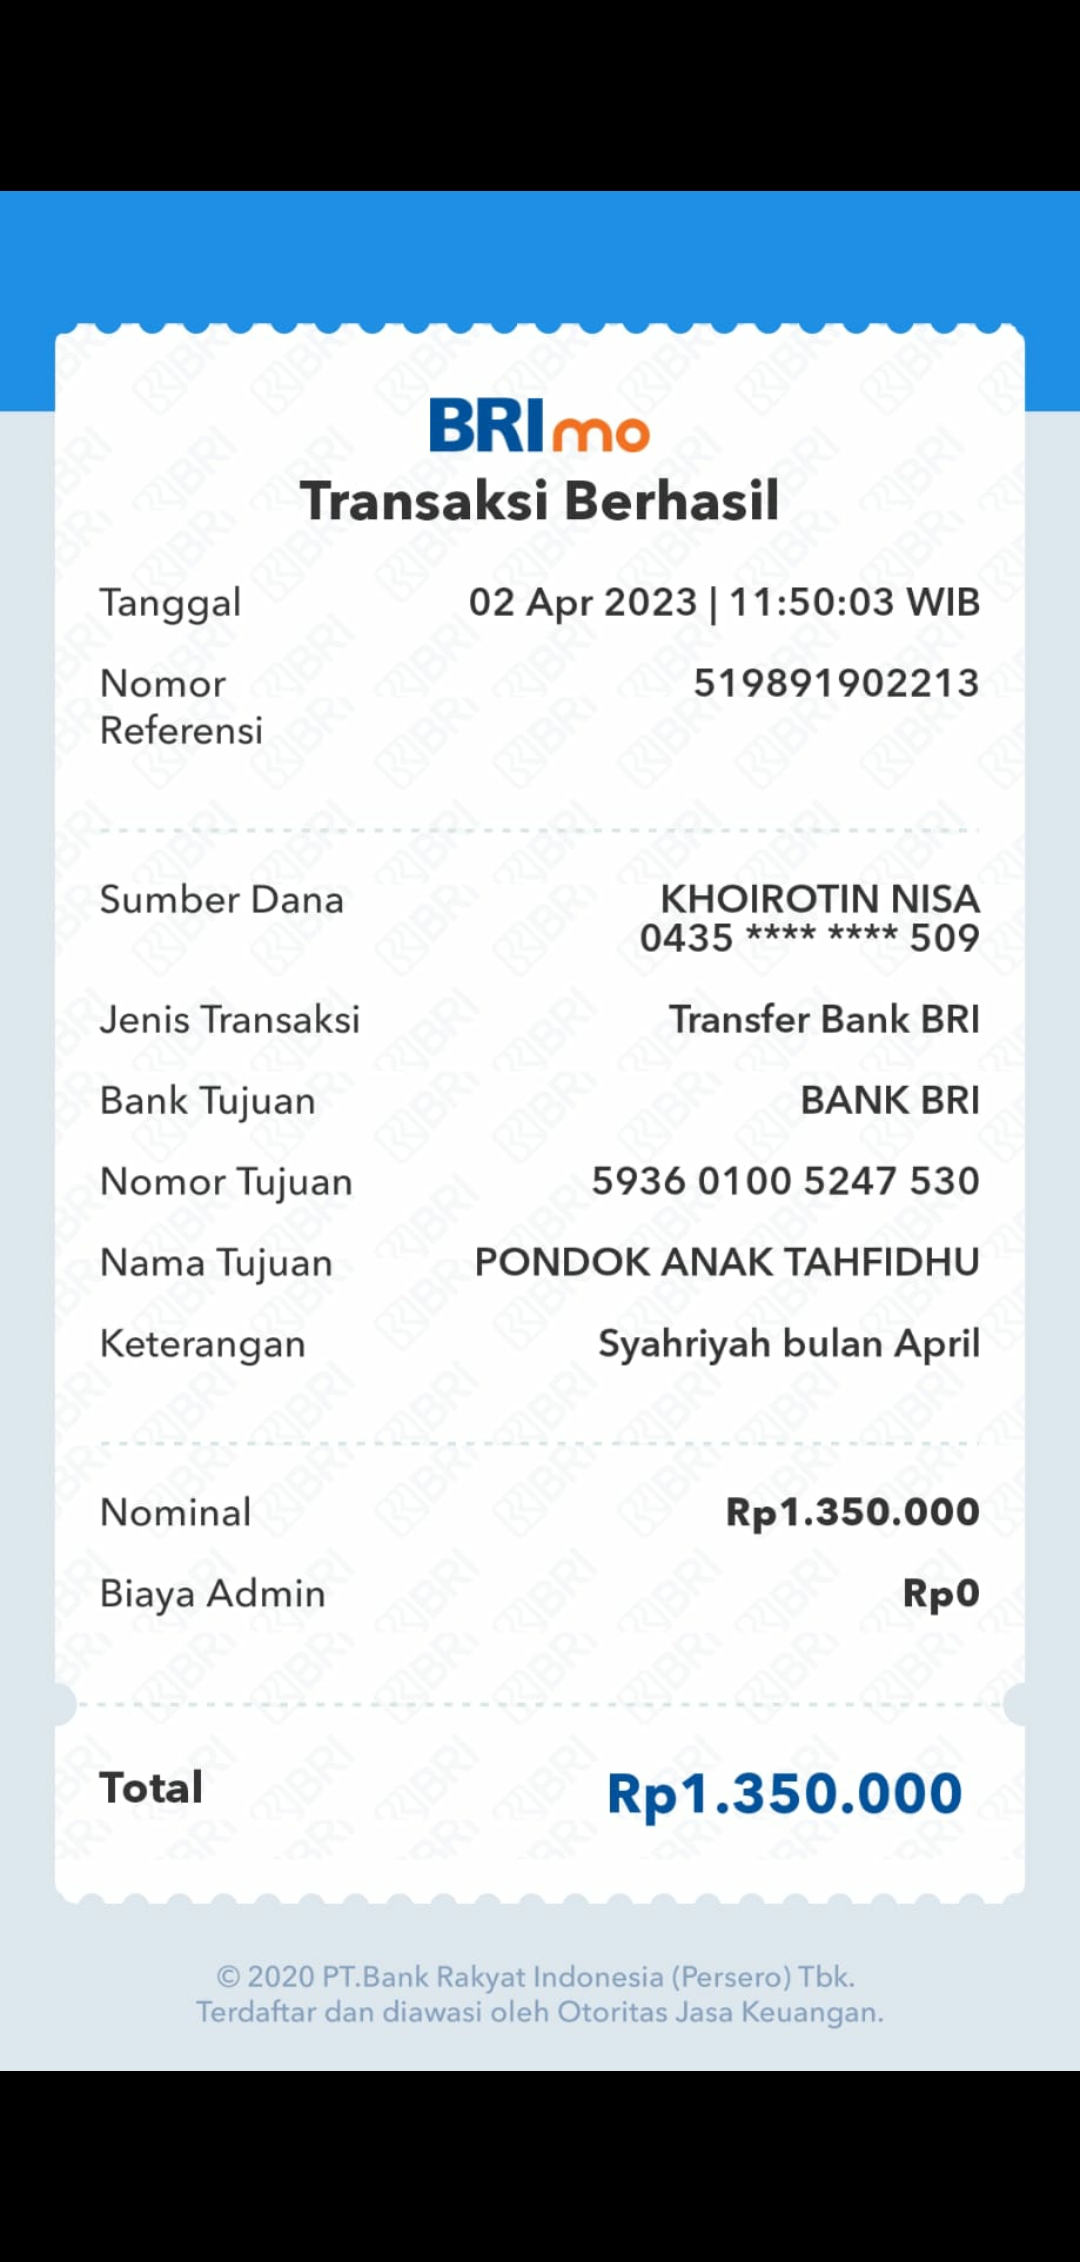 BRImo
Transaksi Berhasil
Tanggal 02 Apr 2023 | 11:50:03 WIB
Nomor Referensi 519891902213
Sumber Dana KHOIROTIN NISA
0435 **** **** 509
Jenis Transaksi Transfer Bank BRI
Bank Tujuan BANK BRI
Nomor Tujuan 5936 0100 5247 530
Nama Tujuan PONDOK ANAK TAHFIDHU
Keterangan Syahriyah bulan April
Nominal Rp1.350.000
Biaya Admin Rp0
Total Rp1.350.000
© 2020 PT.Bank Rakyat Indonesia (Persero) Tbk.
Terdaftar dan diawasi oleh Otoritas Jasa Keuangan.